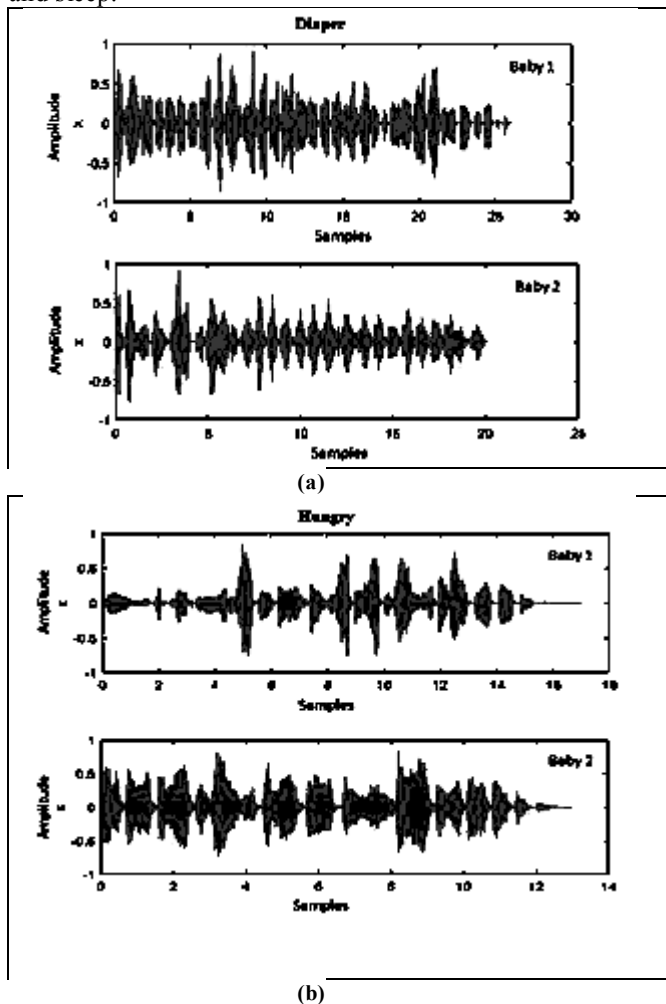 and sleep.
Diaper
1
Baby 1
0.5
0
-0.5
-1
Amplitude
x
0 5 10 15 20 25 30
Samples
1
Baby 2
0.5
0
-0.5
-1
Amplitude
x
0 5 10 15 20 25
Samples
(a)
Hungry
1
Baby 1
0.5
0
-0.5
-1
Amplitude
x
0 2 4 6 8 10 12 14 16 18
Samples
1
Baby 2
0.5
0
-0.5
-1
Amplitude
x
0 2 4 6 8 10 12 14
Samples
(b)